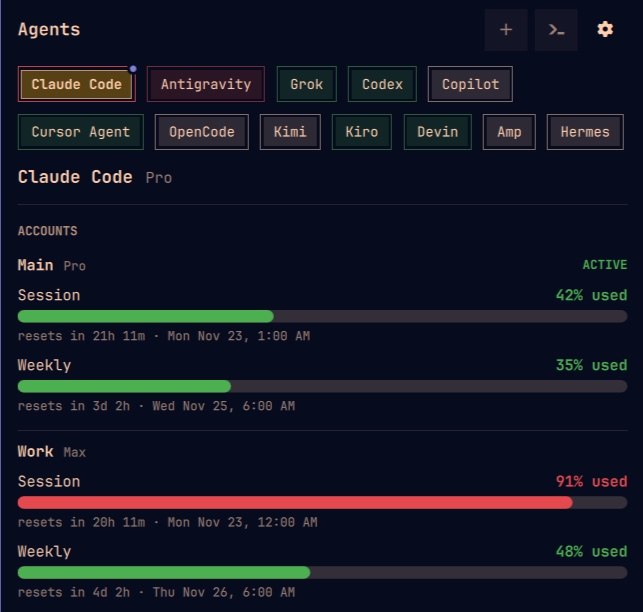 Agents
Claude Code Antigravity Grok Codex Copilot
Cursor Agent OpenCode Kimi Kiro Devin Amp Hermes
Claude Code Pro
ACCOUNTS
Main Pro ACTIVE
Session 42% used
resets in 21h 11m · Mon Nov 23, 1:00 AM
Weekly 35% used
resets in 3d 2h · Wed Nov 25, 6:00 AM
Work Max
Session 91% used
resets in 20h 11m · Mon Nov 23, 12:00 AM
Weekly 48% used
resets in 4d 2h · Thu Nov 26, 6:00 AM